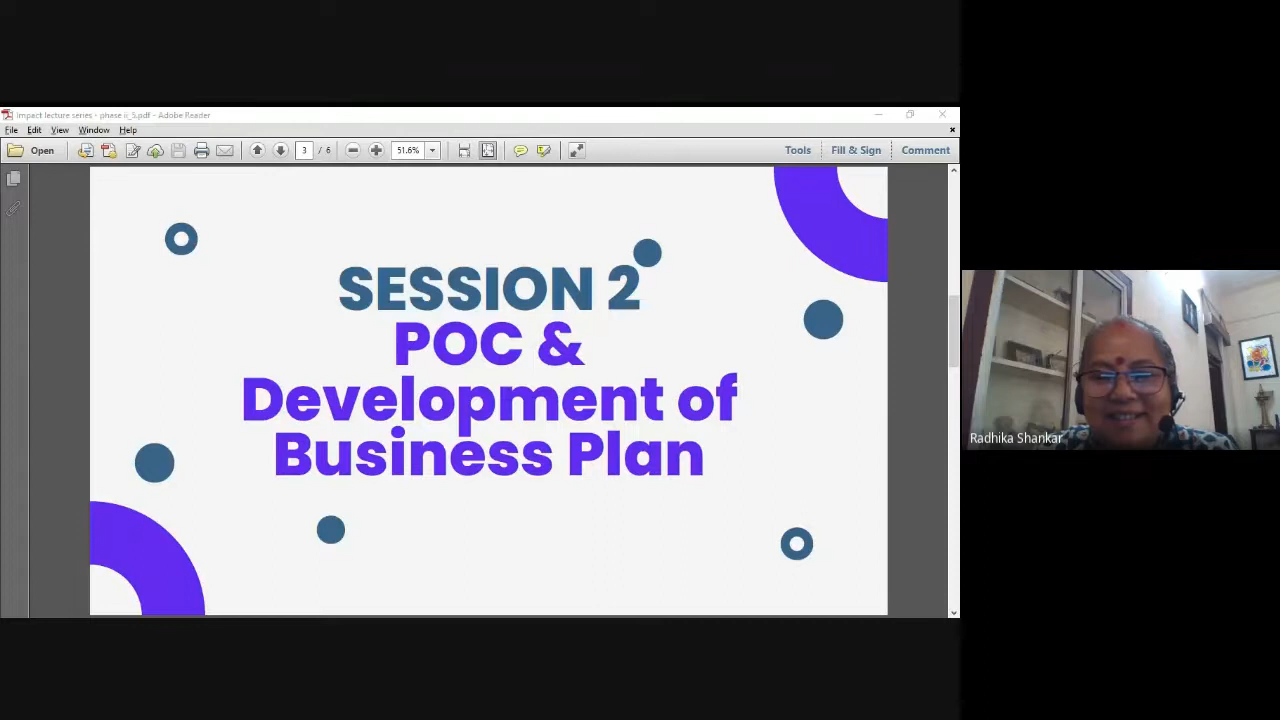 Impact lecture series - phase ii_5.pdf - Adobe Reader
File Edit View Window Help
Open 3 / 6 51.6% Tools Fill & Sign Comment
SESSION 2
POC &
Development of
Business Plan
Radhika Shankar